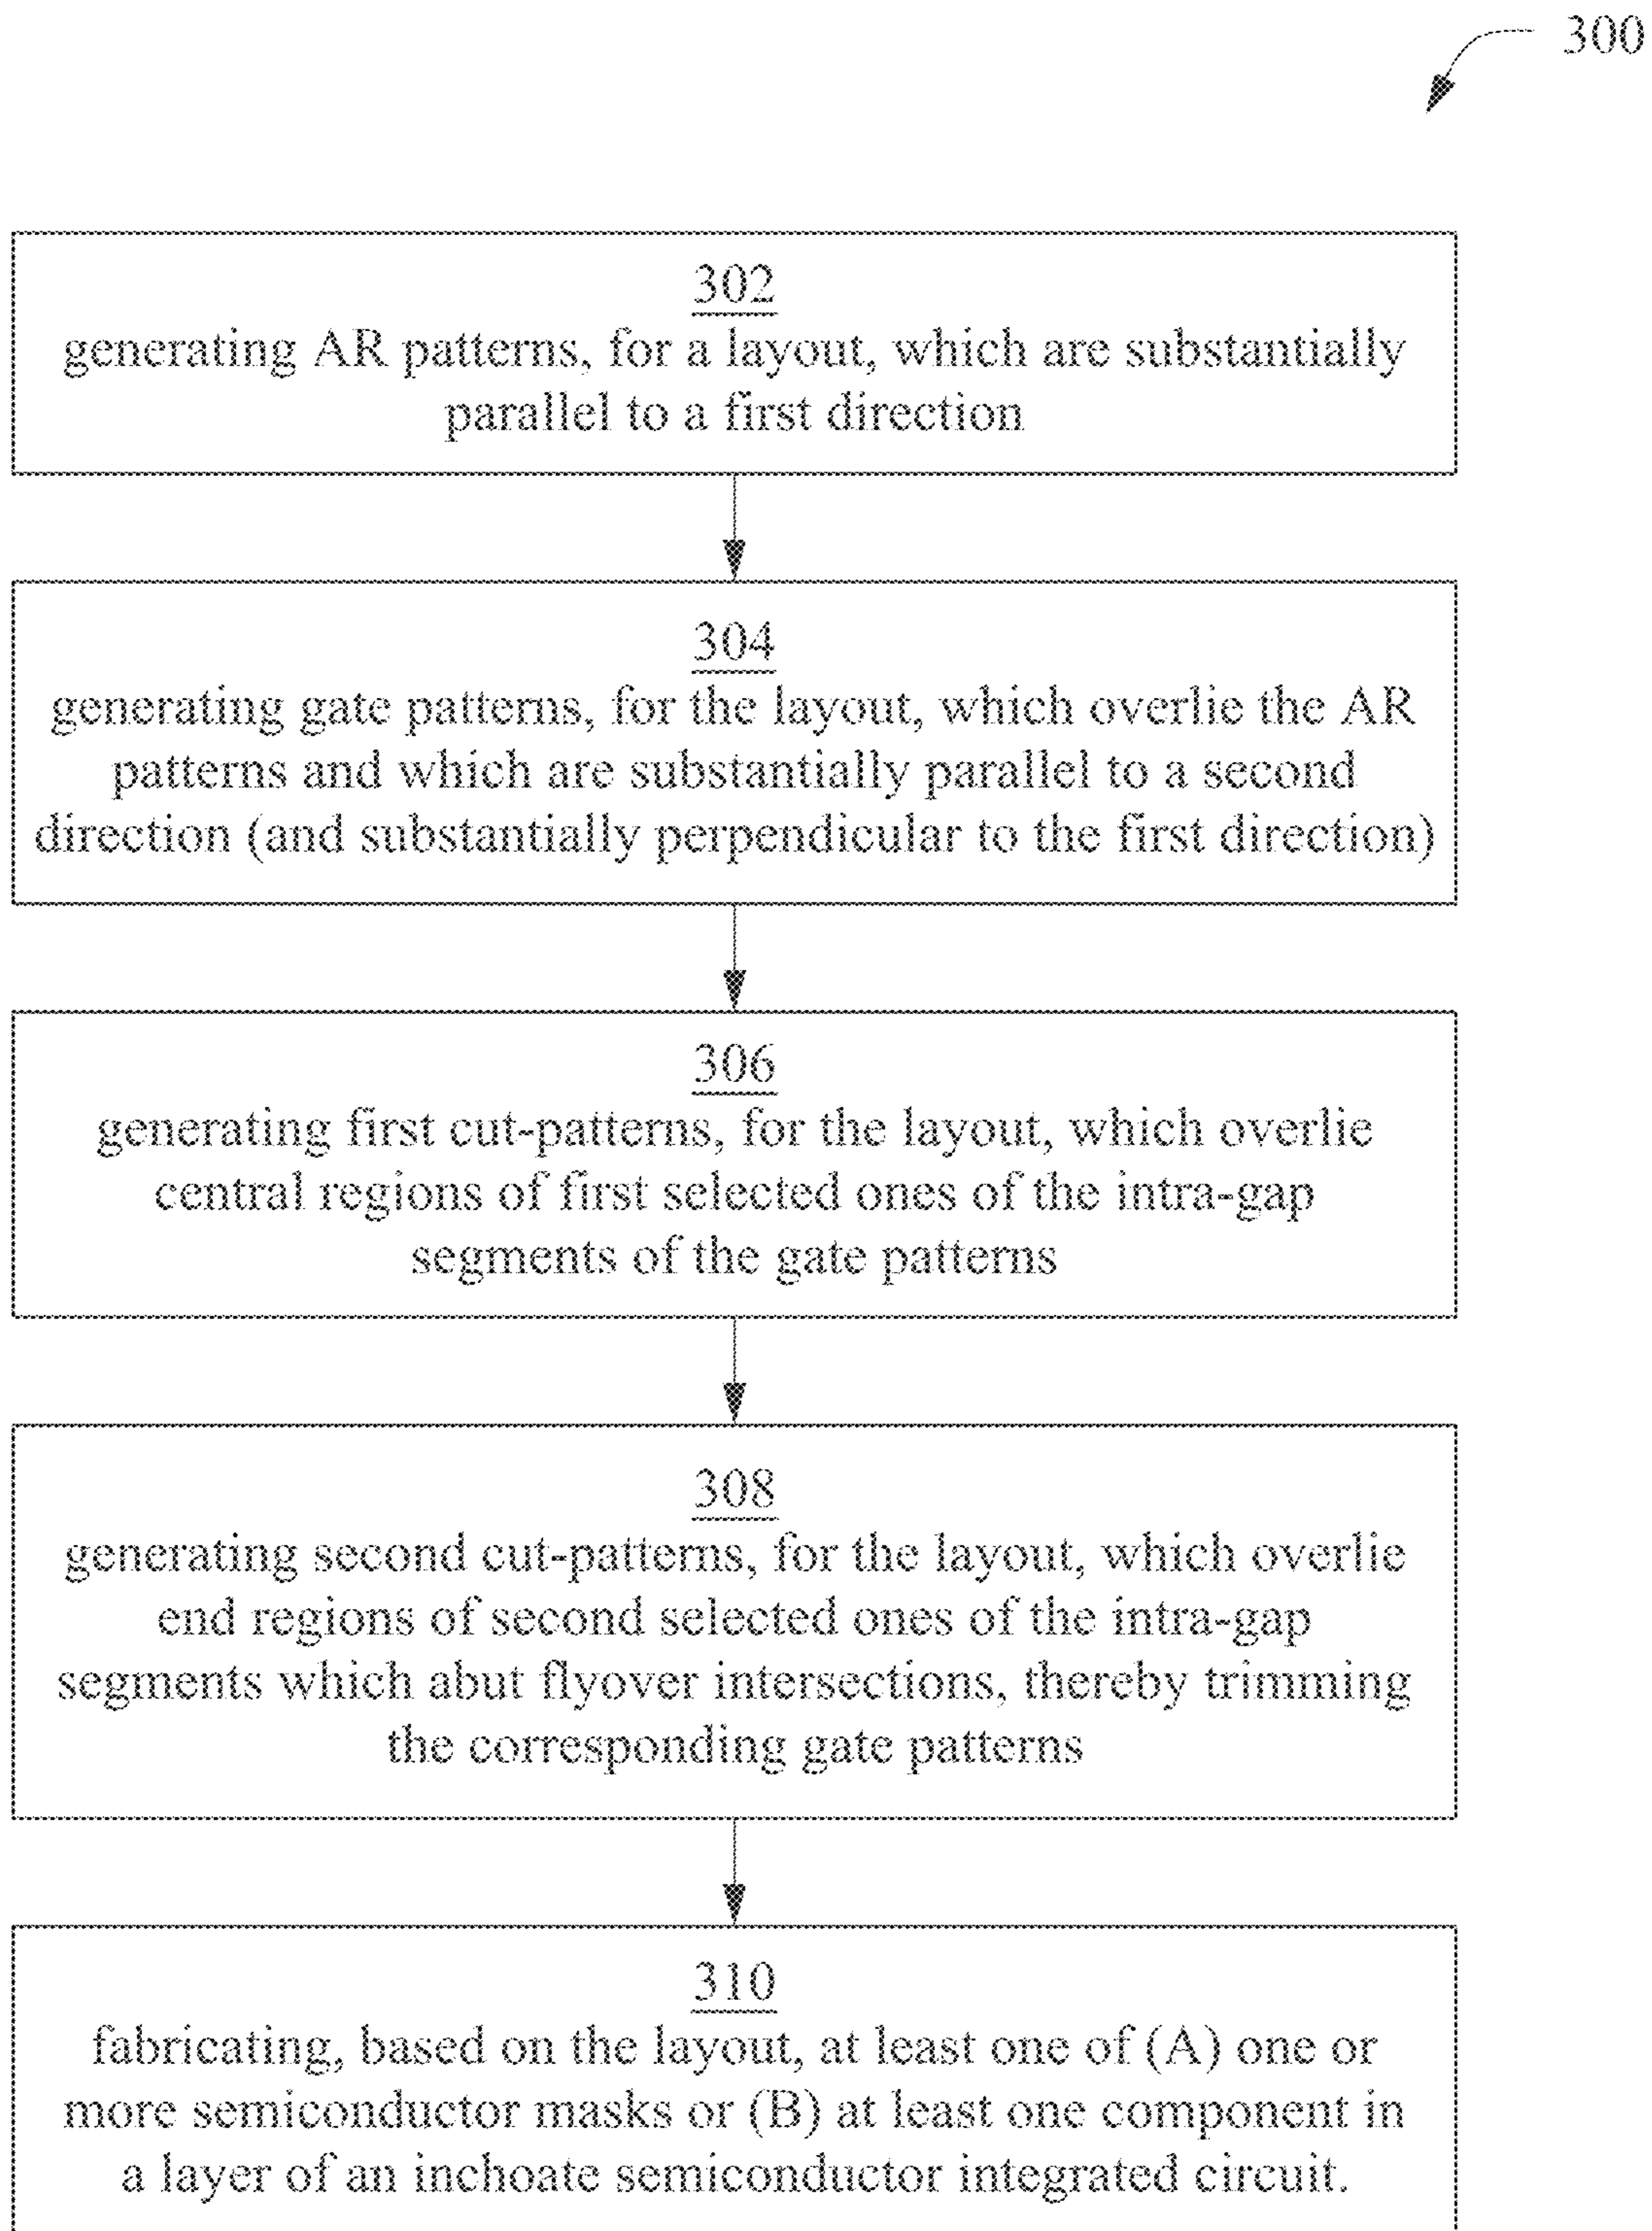 300
302
generating AR patterns, for a layout, which are substantially
parallel to a first direction
304
generating gate patterns, for the layout, which overlie the AR
patterns and which are substantially parallel to a second
direction (and substantially perpendicular to the first direction)
306
generating first cut-patterns, for the layout, which overlie
central regions of first selected ones of the intra-gap
segments of the gate patterns
308
generating second cut-patterns, for the layout, which overlie
end regions of second selected ones of the intra-gap
segments which abut flyover intersections, thereby trimming
the corresponding gate patterns
310
fabricating, based on the layout, at least one of (A) one or
more semiconductor masks or (B) at least one component in
a layer of an inchoate semiconductor integrated circuit.